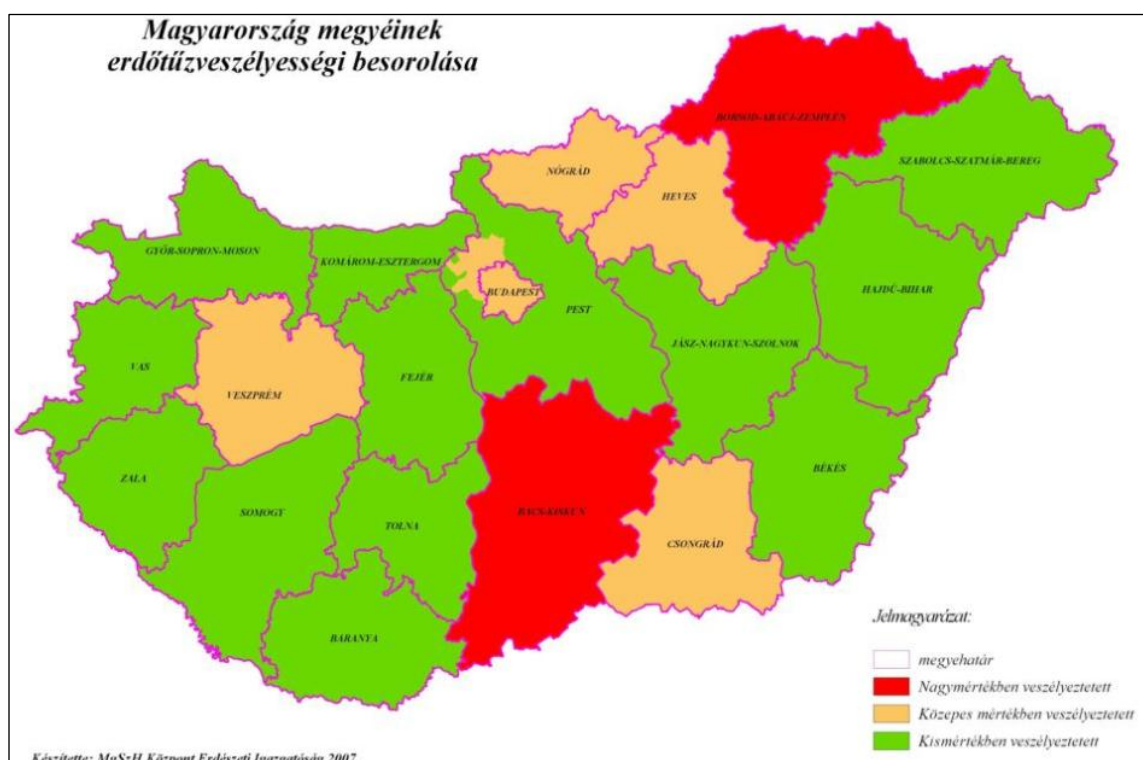 Magyarország megyéinek
erdőtűzveszélyességi besorolása
BORSOD-ABAÚJ-ZEMPLÉN
SZABOLCS-SZATMÁR-BEREG
NÓGRÁD
HEVES
GYŐR-SOPRON-MOSON
KOMÁROM-ESZTERGOM
BUDAPEST
HAJDÚ-BIHAR
PEST
JÁSZ-NAGYKUN-SZOLNOK
VAS
VESZPRÉM
FEJÉR
ZALA
BÉKÉS
SOMOGY
TOLNA
BÁCS-KISKUN
CSONGRÁD
BARANYA
Jelmagyarázat:
megyehatár
Nagymértékben veszélyeztetett
Közepes mértékben veszélyeztetett
Kismértékben veszélyeztetett
Készítette: MgSzH Központ Erdészeti Igazgatóság 2007